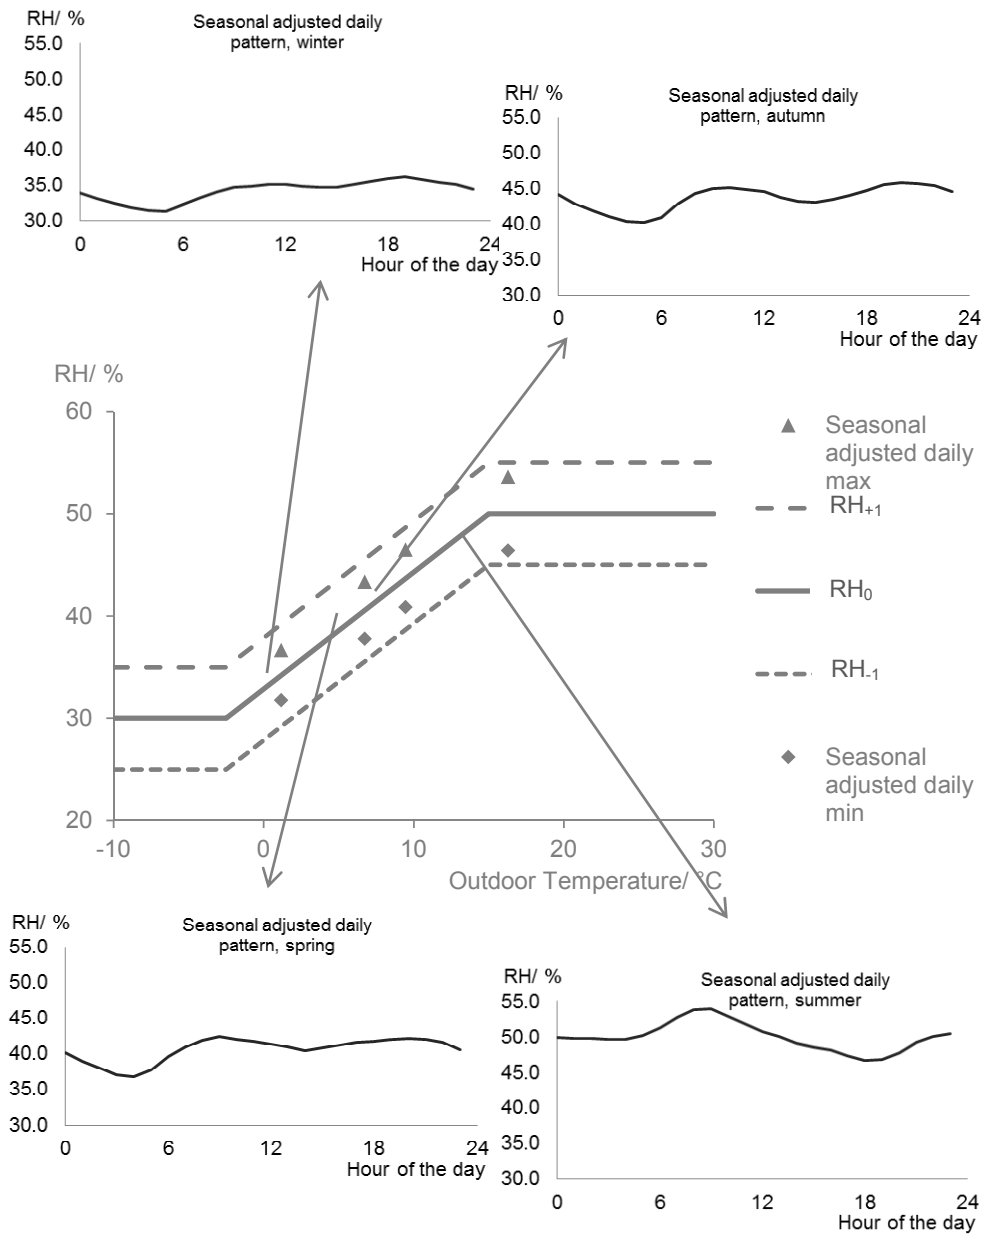 RH/ %
Seasonal adjusted daily
pattern, winter
55.0
50.0
45.0
40.0
35.0
30.0
0 6 12 18 24
Hour of the day
RH/ %
Seasonal adjusted daily
pattern, autumn
55.0
50.0
45.0
40.0
35.0
30.0
0 6 12 18 24
Hour of the day
RH/ %
60
50
40
30
20
-10 0 10 20 30
Outdoor Temperature/ °C
Seasonal
adjusted daily
max
RH+1
RH0
RH-1
Seasonal
adjusted daily
min
RH/ %
Seasonal adjusted daily
pattern, spring
55.0
50.0
45.0
40.0
35.0
30.0
0 6 12 18 24
Hour of the day
RH/ %
Seasonal adjusted daily
pattern, summer
55.0
50.0
45.0
40.0
35.0
30.0
0 6 12 18 24
Hour of the day